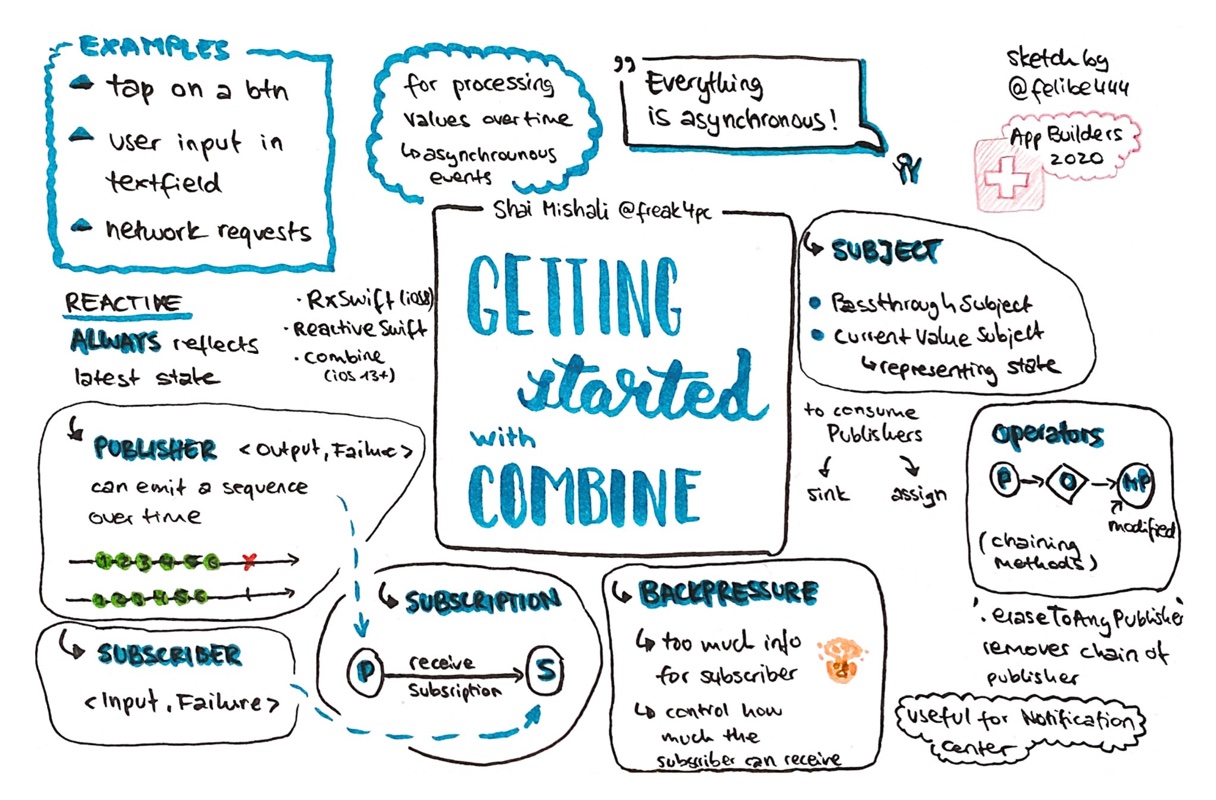 EXAMPLES
tap on a btn
user input in
textfield
network requests
for processing
values over time
↳ asynchrounous
events
” Everything
is asynchronous!
sketch by
@felibe444
App Builders
2020
Shai Mishali @freak4pc
GETTING
started
with
COMBINE
REACTIVE
ALWAYS reflects
latest state
· RxSwift (iOS8)
· Reactive Swift
· Combine
(iOS 13+)
↳ SUBJECT
• Passthrough Subject
• Current Value Subject
↳ representing state
to consume
Publishers
sink assign
Operators
P → O → MP
modified
(chaining
methods)
'.eraseToAnyPublisher'
removes chain of
publisher
useful for Notification
center
↳ PUBLISHER <Output, Failure>
can emit a sequence
over time
1 2 3 4 5 6 x
1 2 3 4 5 6 |
↳ SUBSCRIBER
<Input, Failure>
↳ SUBSCRIPTION
P receive S
Subscription
↳ BACKPRESSURE
↳ too much info
for subscriber
↳ control how
much the
subscriber can receive